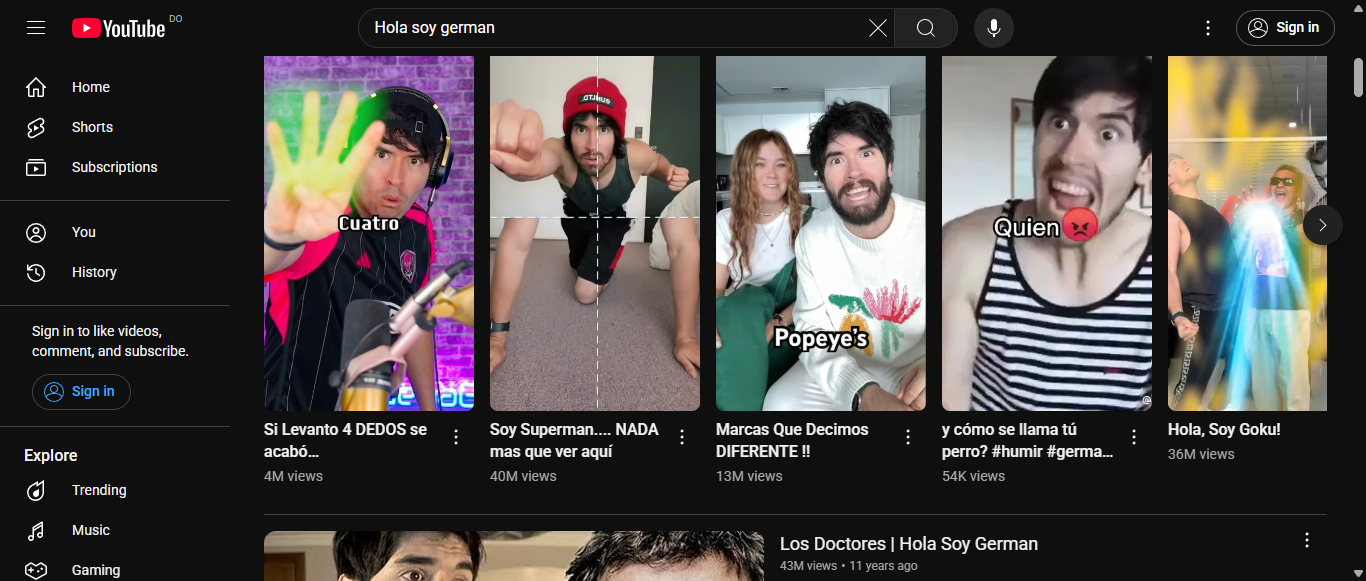 YouTube DO
Hola soy german
Sign in
Home
Shorts
Subscriptions
You
History
Sign in to like videos,
comment, and subscribe.
Sign in
Explore
Trending
Music
Gaming
Cuatro
Popeye's
Quien
Si Levanto 4 DEDOS se
acabó...
4M views
Soy Superman.... NADA
mas que ver aquí
40M views
Marcas Que Decimos
DIFERENTE !!
13M views
y cómo se llama tú
perro? #humir #germa...
54K views
Hola, Soy Goku!
36M views
Los Doctores | Hola Soy German
43M views • 11 years ago